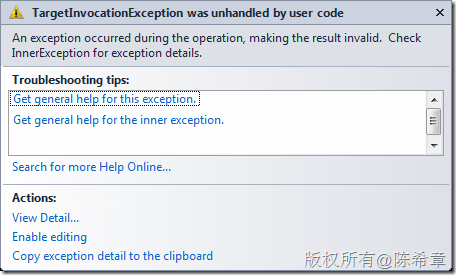 TargetInvocationException was unhandled by user code
An exception occurred during the operation, making the result invalid.  Check
InnerException for exception details.
Troubleshooting tips:
Get general help for this exception.
Get general help for the inner exception.
Search for more Help Online...
Actions:
View Detail...
Enable editing
Copy exception detail to the clipboard
版权所有@陈希章